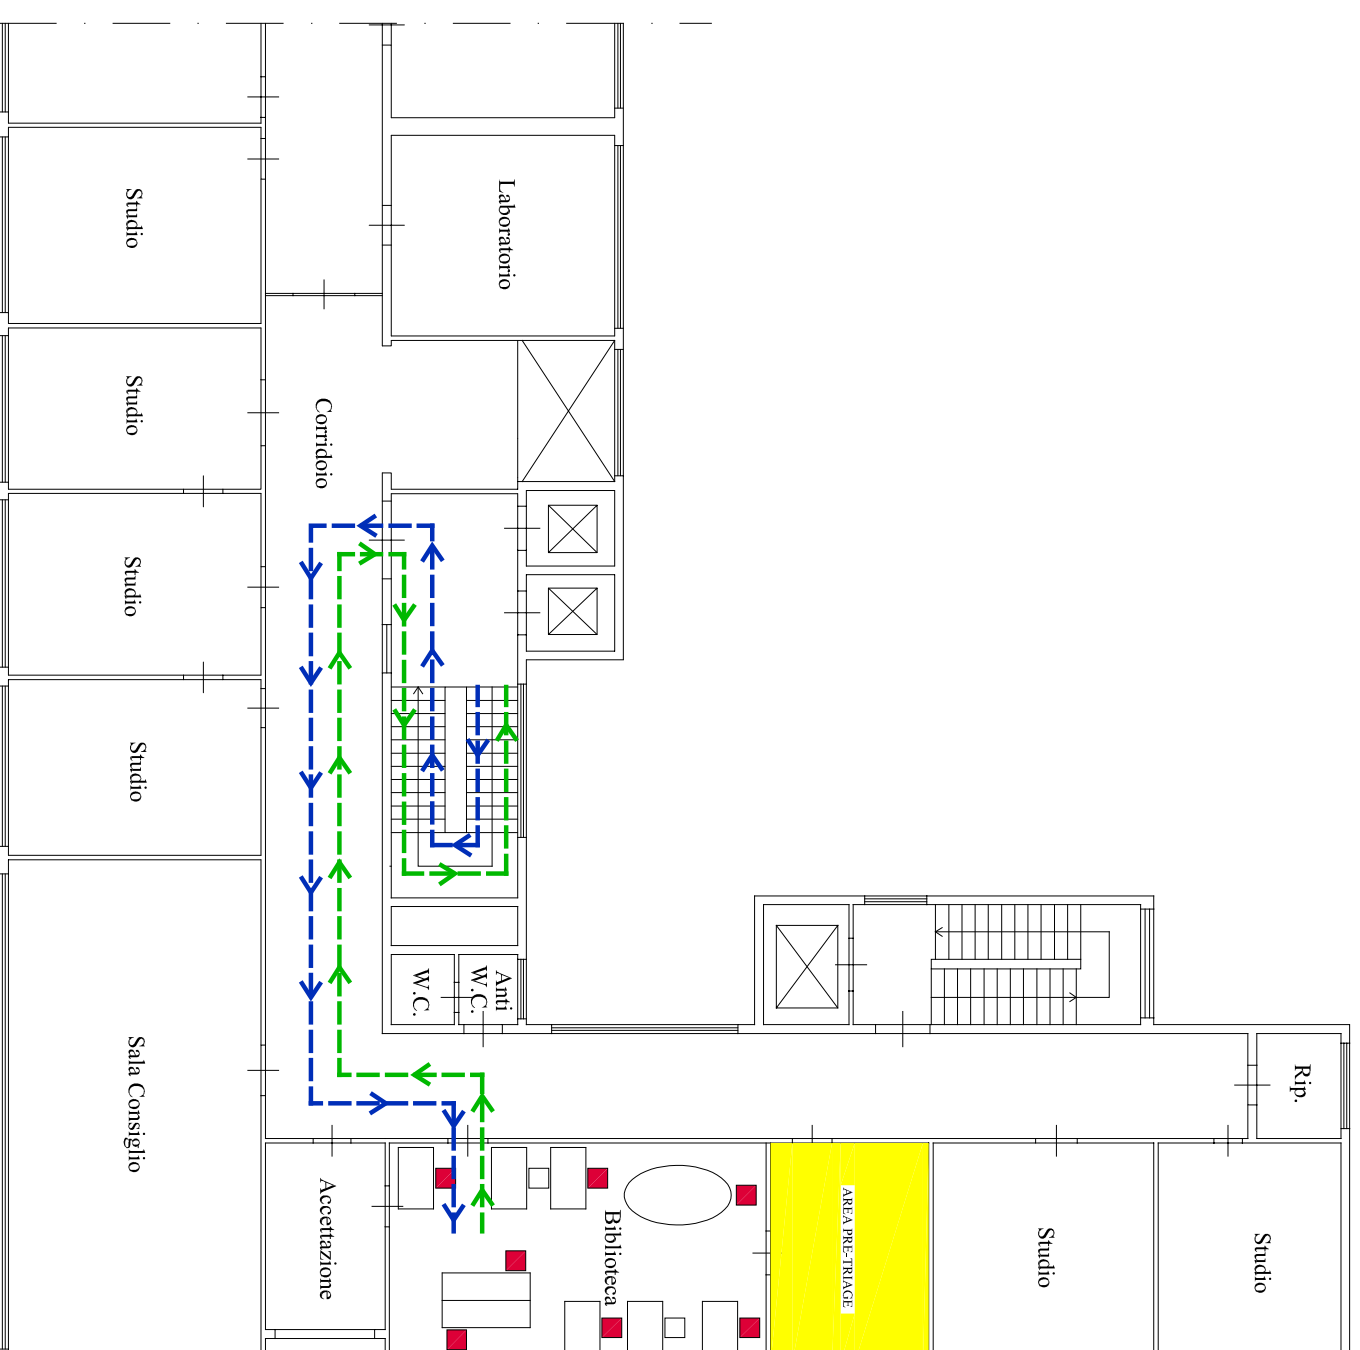 Studio
Laboratorio
Studio
Corridoio
Studio
Studio
Anti
W.C.
W.C.
Sala Consiglio
Rip.
Accettazione
Biblioteca
AREA PRE-TRIAGE
Studio
Studio